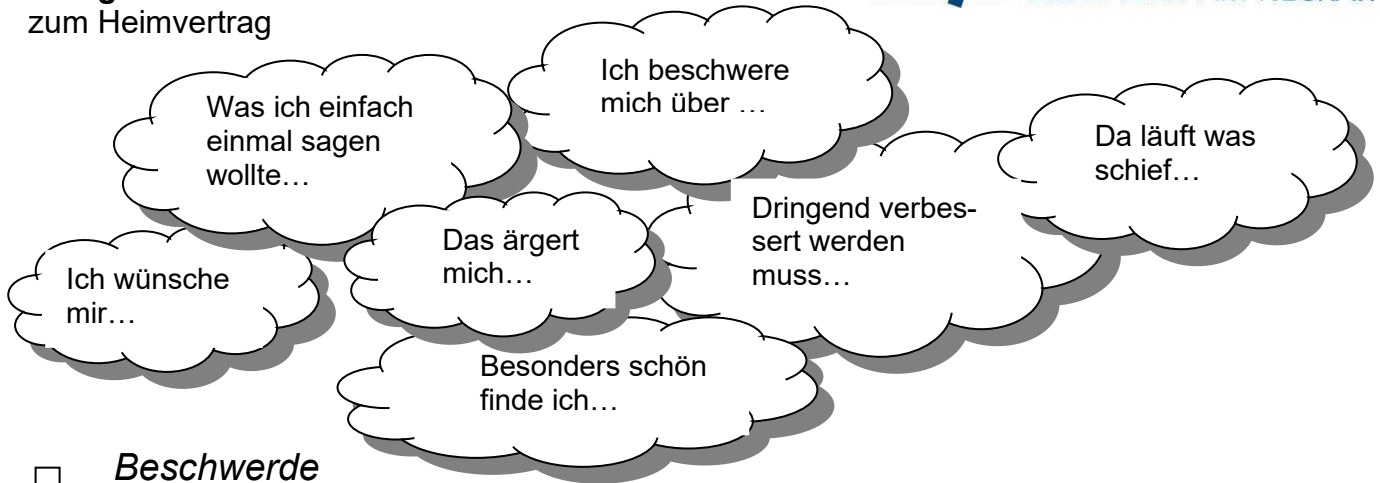 zum Heimvertrag
Ich beschwere
mich über …
Was ich einfach
einmal sagen
wollte…
Da läuft was
schief…
Dringend verbes-
sert werden
muss…
Das ärgert
mich…
Ich wünsche
mir…
Besonders schön
finde ich…
Beschwerde